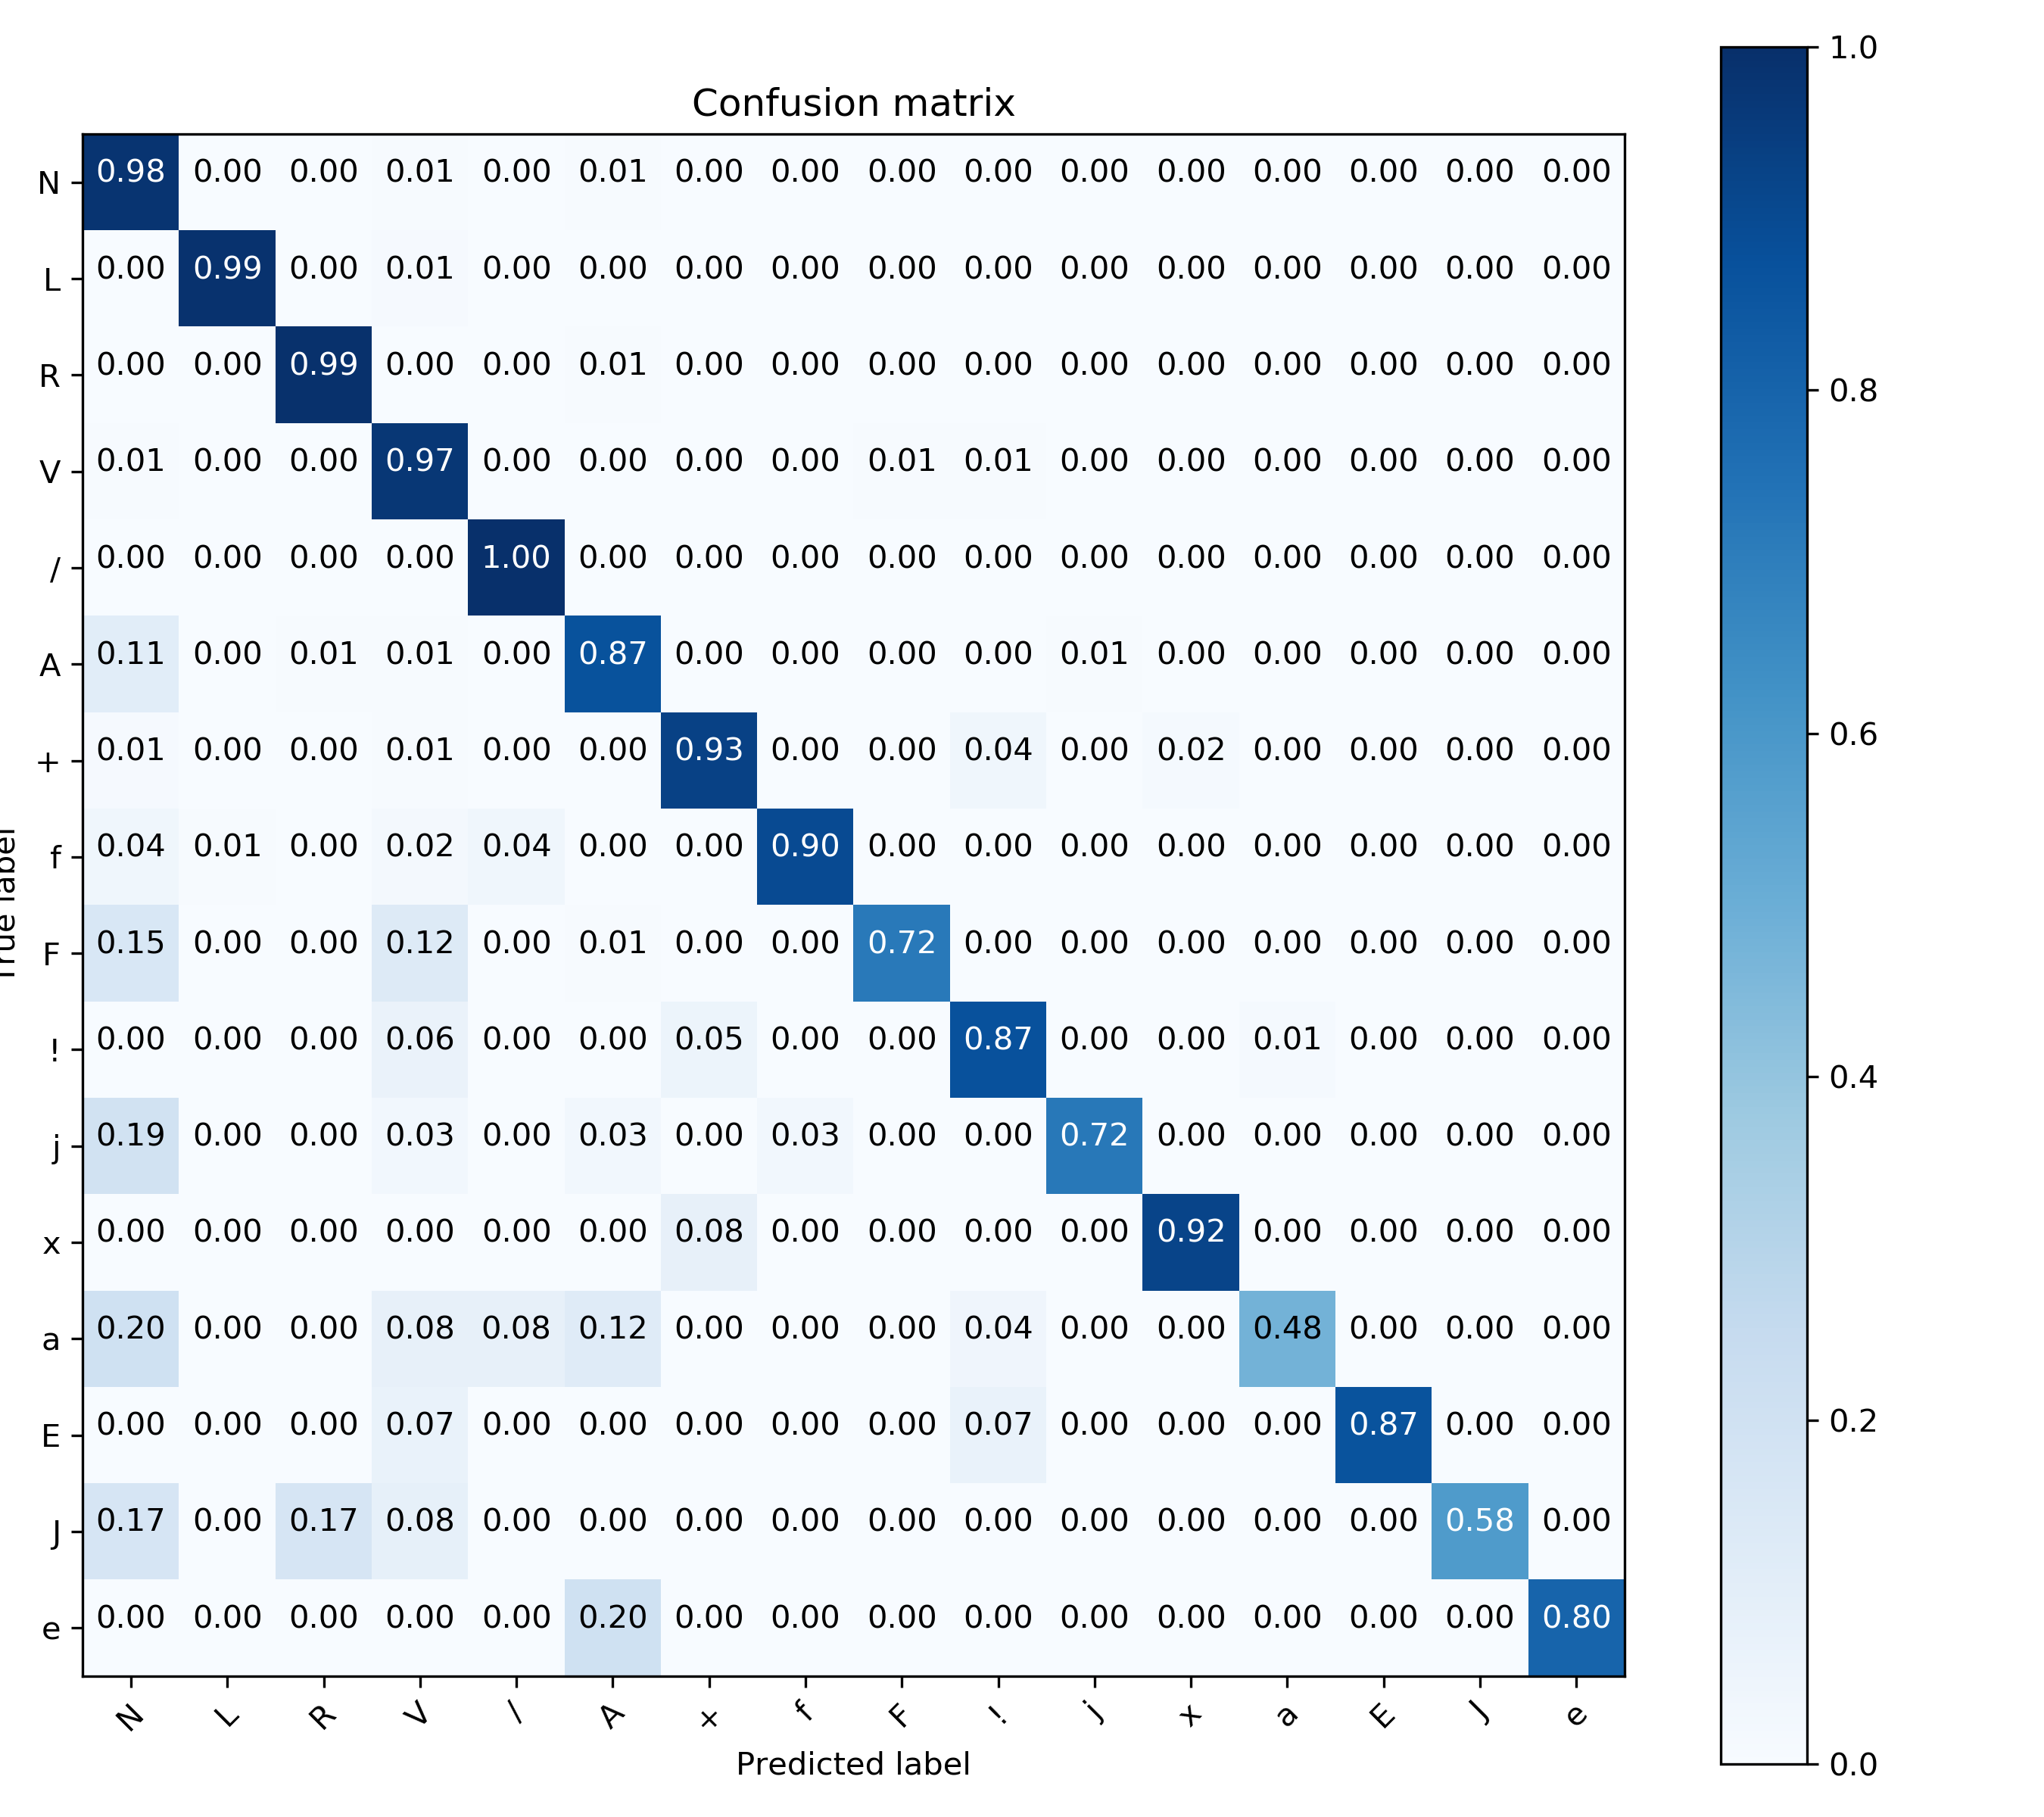 Confusion matrix
N 0.98 0.00 0.00 0.01 0.00 0.01 0.00 0.00 0.00 0.00 0.00 0.00 0.00 0.00 0.00 0.00
L 0.00 0.99 0.00 0.01 0.00 0.00 0.00 0.00 0.00 0.00 0.00 0.00 0.00 0.00 0.00 0.00
R 0.00 0.00 0.99 0.00 0.00 0.01 0.00 0.00 0.00 0.00 0.00 0.00 0.00 0.00 0.00 0.00
V 0.01 0.00 0.00 0.97 0.00 0.00 0.00 0.00 0.01 0.01 0.00 0.00 0.00 0.00 0.00 0.00
/ 0.00 0.00 0.00 0.00 1.00 0.00 0.00 0.00 0.00 0.00 0.00 0.00 0.00 0.00 0.00 0.00
A 0.11 0.00 0.01 0.01 0.00 0.87 0.00 0.00 0.00 0.00 0.01 0.00 0.00 0.00 0.00 0.00
+ 0.01 0.00 0.00 0.01 0.00 0.00 0.93 0.00 0.00 0.04 0.00 0.02 0.00 0.00 0.00 0.00
f 0.04 0.01 0.00 0.02 0.04 0.00 0.00 0.90 0.00 0.00 0.00 0.00 0.00 0.00 0.00 0.00
F 0.15 0.00 0.00 0.12 0.00 0.01 0.00 0.00 0.72 0.00 0.00 0.00 0.00 0.00 0.00 0.00
! 0.00 0.00 0.00 0.06 0.00 0.00 0.05 0.00 0.00 0.87 0.00 0.00 0.01 0.00 0.00 0.00
j 0.19 0.00 0.00 0.03 0.00 0.03 0.00 0.03 0.00 0.00 0.72 0.00 0.00 0.00 0.00 0.00
x 0.00 0.00 0.00 0.00 0.00 0.00 0.08 0.00 0.00 0.00 0.00 0.92 0.00 0.00 0.00 0.00
a 0.20 0.00 0.00 0.08 0.08 0.12 0.00 0.00 0.00 0.04 0.00 0.00 0.48 0.00 0.00 0.00
E 0.00 0.00 0.00 0.07 0.00 0.00 0.00 0.00 0.00 0.07 0.00 0.00 0.00 0.87 0.00 0.00
J 0.17 0.00 0.17 0.08 0.00 0.00 0.00 0.00 0.00 0.00 0.00 0.00 0.00 0.00 0.58 0.00
e 0.00 0.00 0.00 0.00 0.00 0.20 0.00 0.00 0.00 0.00 0.00 0.00 0.00 0.00 0.00 0.80
N L R V / A + f F ! j x a E J e
Predicted label
True label
1.0
0.8
0.6
0.4
0.2
0.0